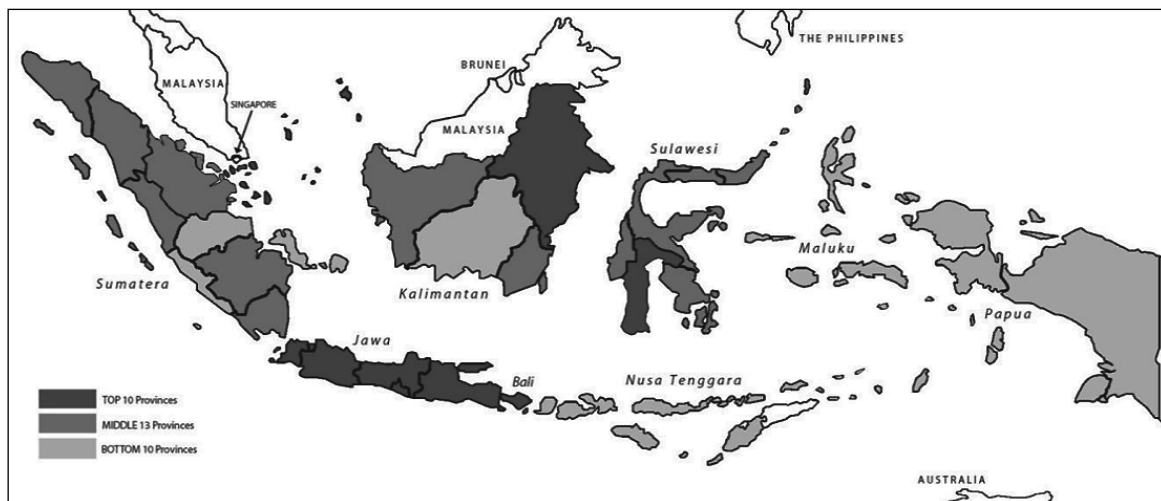 THE PHILIPPINES
BRUNEI
MALAYSIA
SINGAPORE
MALAYSIA
Sulawesi
Maluku
Sumatera
Kalimantan
Papua
Jawa
Bali
Nusa Tenggara
TOP 10 Provinces
MIDDLE 13 Provinces
BOTTOM 10 Provinces
AUSTRALIA